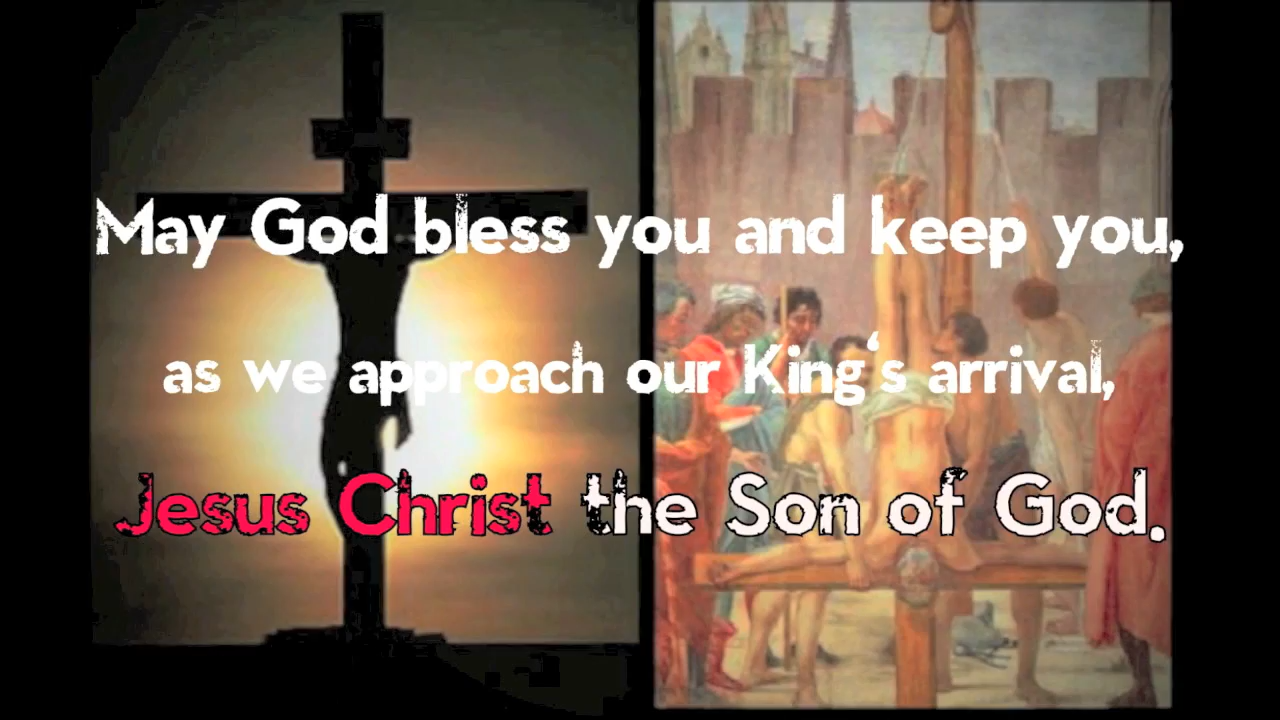 May God bless you and keep you,
as we approach our King's arrival,
Jesus Christ the Son of God.